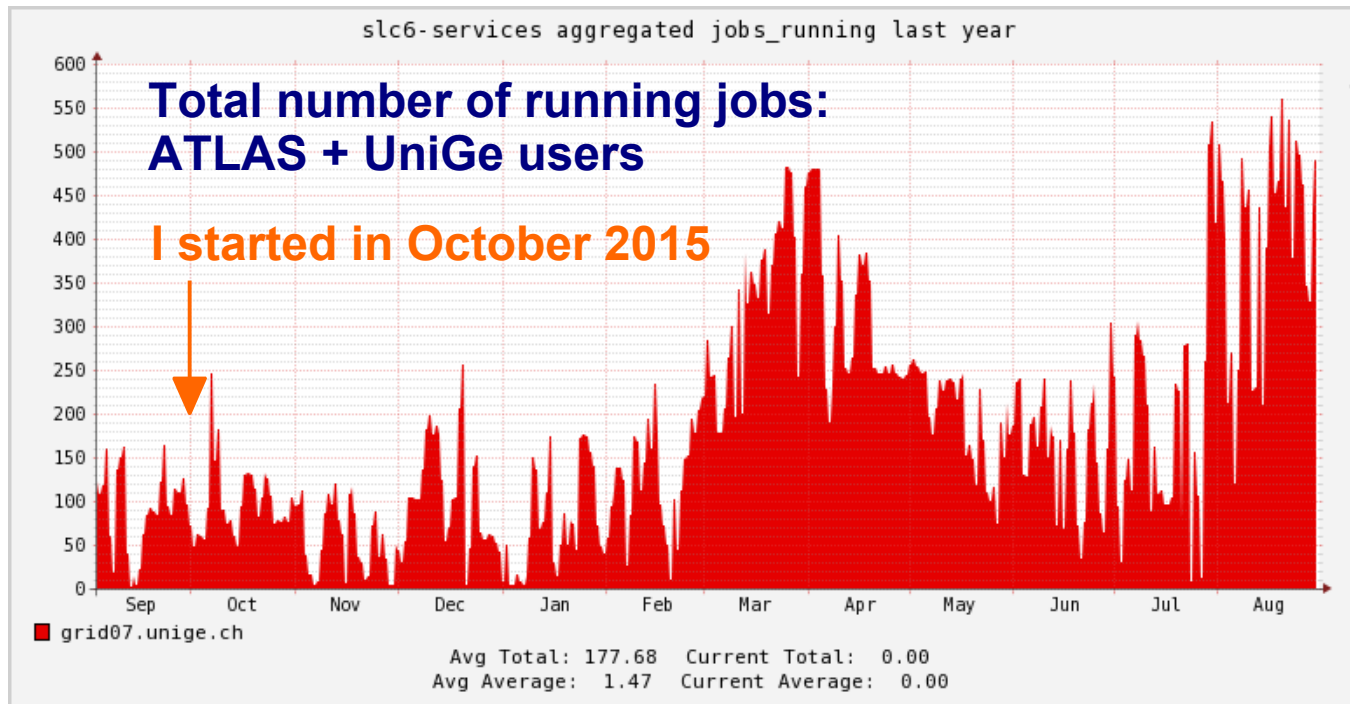 slc6-services aggregated jobs_running last year
600
550
500
450
400
350
300
250
200
150
100
50
0
Total number of running jobs:
ATLAS + UniGe users
I started in October 2015
Sep Oct Nov Dec Jan Feb Mar Apr May Jun Jul Aug
grid07.unige.ch
Avg Total: 177.68 Current Total: 0.00
Avg Average: 1.47 Current Average: 0.00